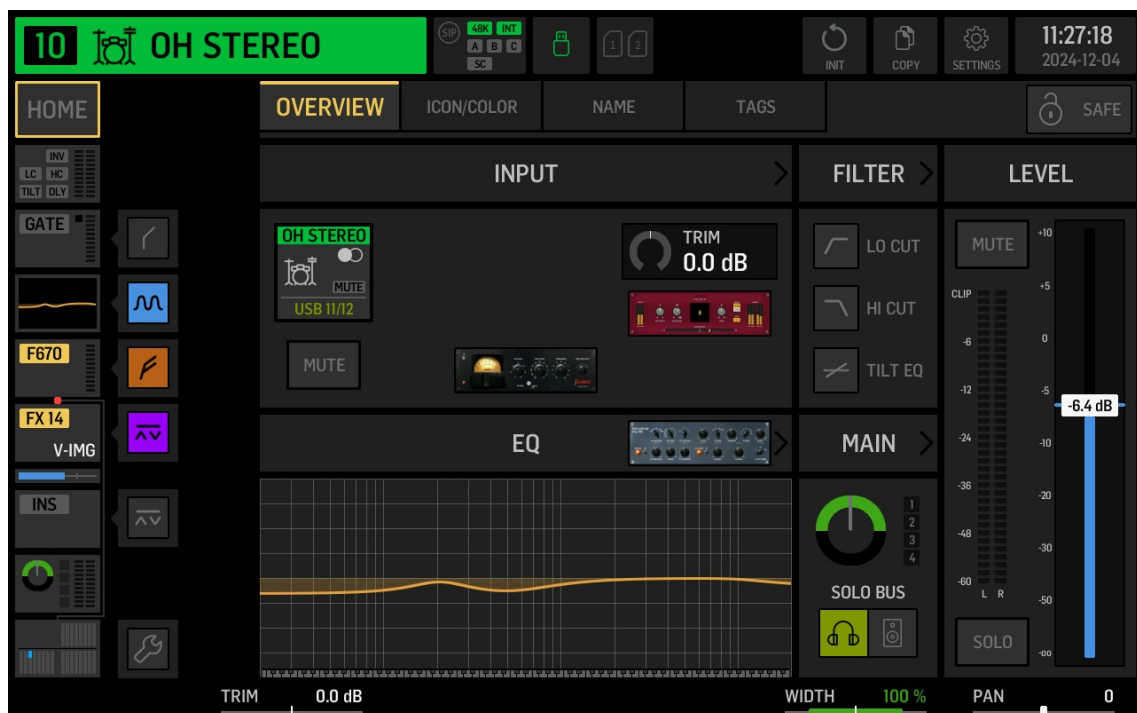 10 OH STEREO
SIP 48K INT
A B C
SC
1 2
INIT COPY SETTINGS
11:27:18
2024-12-04
HOME
OVERVIEW ICON/COLOR NAME TAGS
SAFE
INV
LC HC
TILT DLY
INPUT FILTER LEVEL
GATE
OH STEREO
MUTE
USB 11/12
MUTE
TRIM
0.0 dB
LO CUT
HI CUT
TILT EQ
MUTE
CLIP
-6
-12
-24
-36
-48
-60
L R
+10
+5
0
-5
-6.4 dB
-10
-20
-30
-50
-oo
SOLO
F670
FX 14
V-IMG
INS
EQ MAIN
1
2
3
4
SOLO BUS
TRIM 0.0 dB
WIDTH 100 %
PAN 0